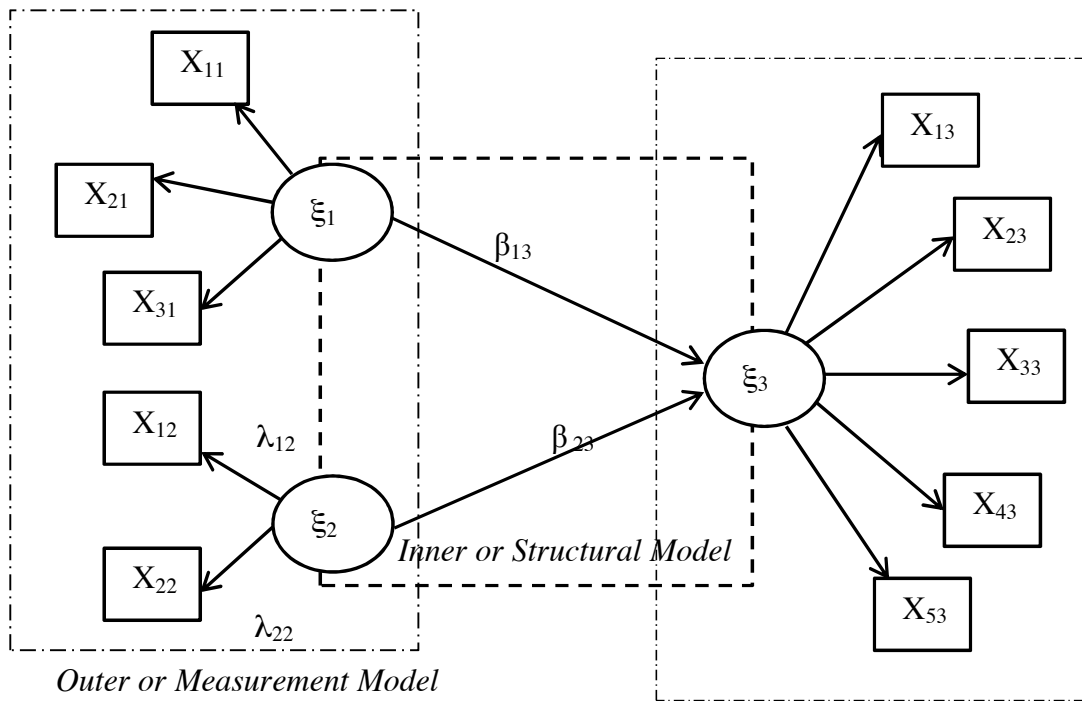 X₁₁
X₂₁
X₃₁
ξ₁
β₁₃
X₁₂
X₂₂
λ₁₂
ξ₂
λ₂₂
β₂₃
Inner or Structural Model
ξ₃
X₁₃
X₂₃
X₃₃
X₄₃
X₅₃
Outer or Measurement Model